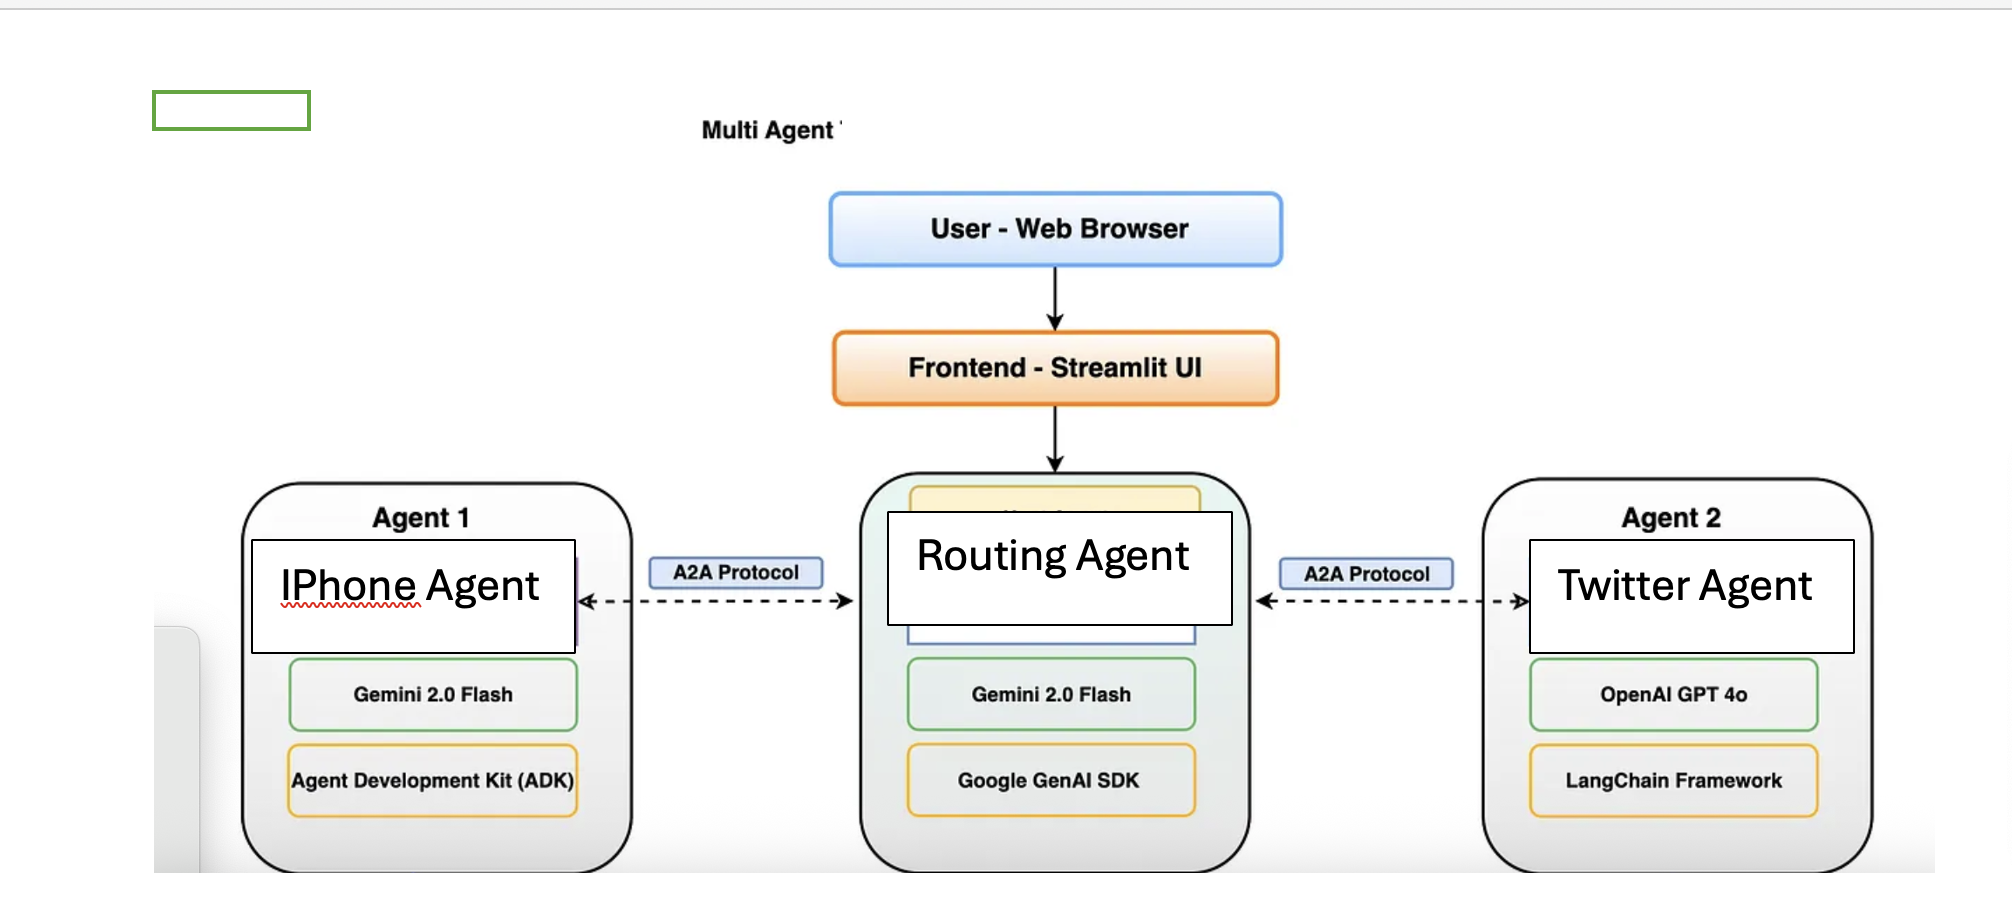 Multi Agent
User - Web Browser
Frontend - Streamlit UI
Agent 1
IPhone Agent
Gemini 2.0 Flash
Agent Development Kit (ADK)
A2A Protocol
Routing Agent
Gemini 2.0 Flash
Google GenAI SDK
A2A Protocol
Agent 2
Twitter Agent
OpenAI GPT 4o
LangChain Framework